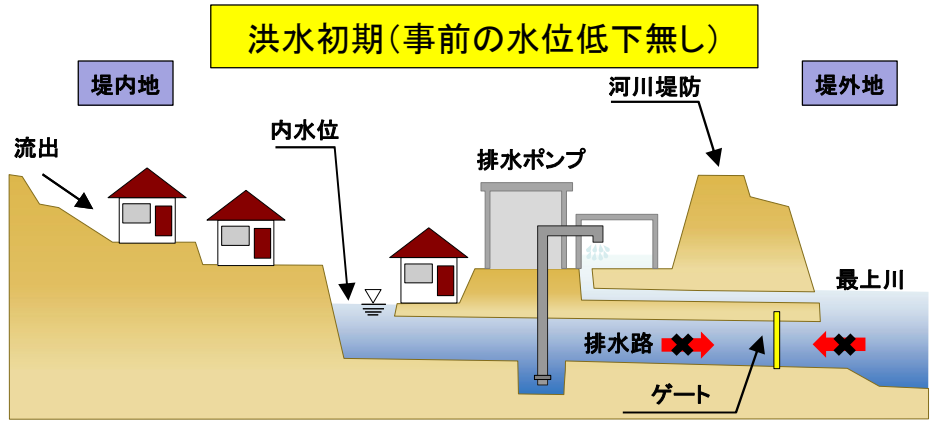 洪水初期（事前の水位低下無し）
堤内地
堤外地
河川堤防
流出
内水位
排水ポンプ
最上川
排水路
ゲート